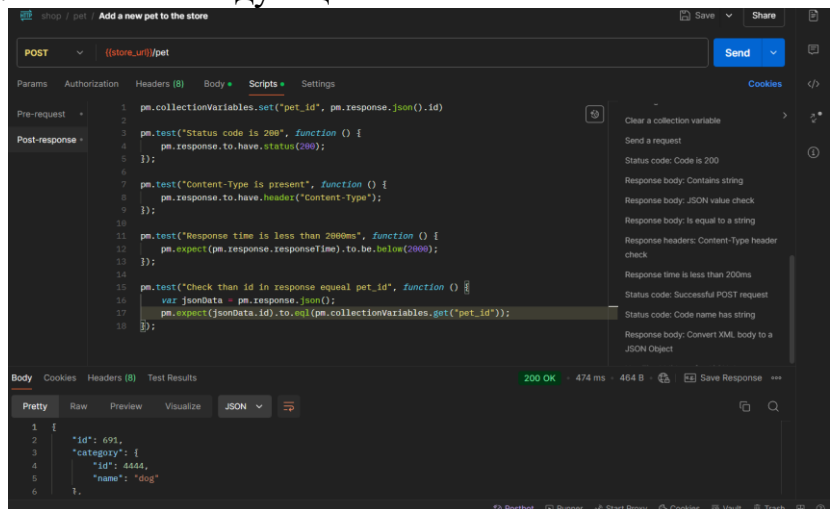 shop / pet / Add a new pet to the store
Save
Share
POST
{{store_url}}/pet
Send
Params Authorization Headers (8) Body Scripts Settings
Cookies
Pre-request
Post-response
1 pm.collectionVariables.set("pet_id", pm.response.json().id)
2
3 pm.test("Status code is 200", function () {
4 pm.response.to.have.status(200);
5 });
6
7 pm.test("Content-Type is present", function () {
8 pm.response.to.have.header("Content-Type");
9 });
10
11 pm.test("Response time is less than 2000ms", function () {
12 pm.expect(pm.response.responseTime).to.be.below(2000);
13 });
14
15 pm.test("Check than id in response equeal pet_id", function () {
16 var jsonData = pm.response.json();
17 pm.expect(jsonData.id).to.eql(pm.collectionVariables.get("pet_id"));
18 });
Clear a collection variable
Send a request
Status code: Code is 200
Response body: Contains string
Response body: JSON value check
Response body: Is equal to a string
Response headers: Content-Type header
check
Response time is less than 200ms
Status code: Successful POST request
Status code: Code name has string
Response body: Convert XML body to a
JSON Object
Body Cookies Headers (8) Test Results
200 OK 474 ms 464 B Save Response
Pretty Raw Preview Visualize JSON
1 {
2 "id": 691,
3 "category": {
4 "id": 4444,
5 "name": "dog"
6 },
Postbot Runner Start Proxy Cookies Vault Trash